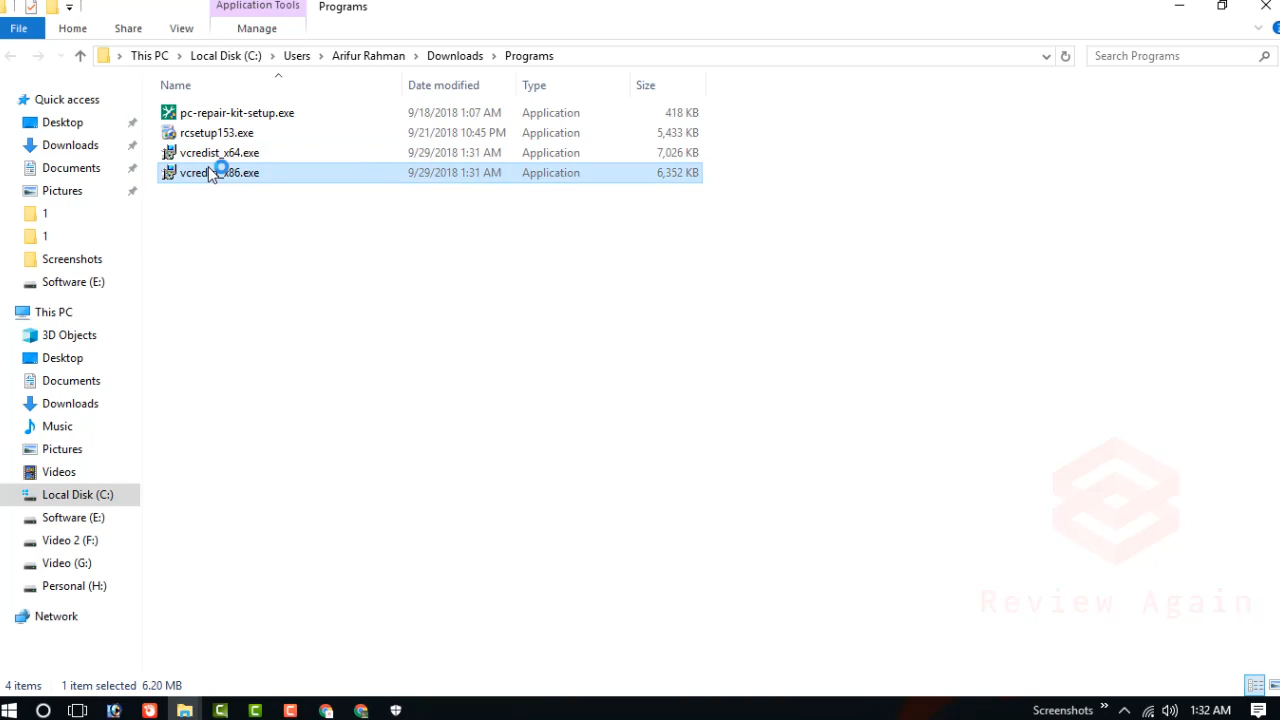 Application Tools Programs
File Home Share View Manage
This PC Local Disk (C:) Users Arifur Rahman Downloads Programs Search Programs
Name Date modified Type Size
pc-repair-kit-setup.exe 9/18/2018 1:07 AM Application 418 KB
rcsetup153.exe 9/21/2018 10:45 PM Application 5,433 KB
vcredist_x64.exe 9/29/2018 1:31 AM Application 7,026 KB
vcredist_x86.exe 9/29/2018 1:31 AM Application 6,352 KB
Quick access
Desktop
Downloads
Documents
Pictures
1
1
Screenshots
Software (E:)
This PC
3D Objects
Desktop
Documents
Downloads
Music
Pictures
Videos
Local Disk (C:)
Software (E:)
Video 2 (F:)
Video (G:)
Personal (H:)
Network
Review Again
4 items 1 item selected 6.20 MB
Screenshots 1:32 AM